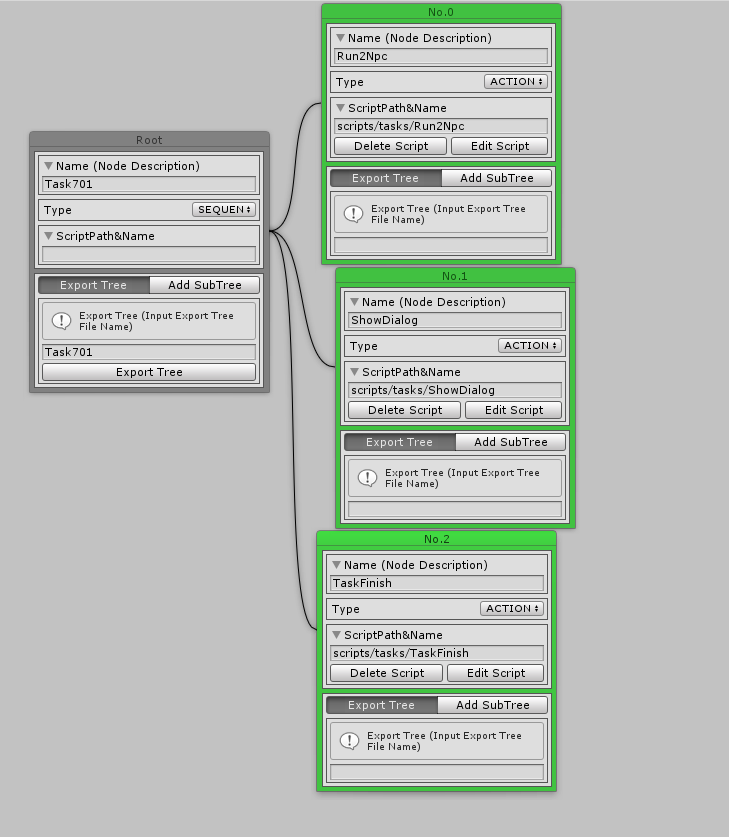 Root
Name (Node Description)
Task701
Type SEQUEN
ScriptPath&Name
Export Tree Add SubTree
Export Tree (Input Export Tree
File Name)
Task701
Export Tree
No.0
Name (Node Description)
Run2Npc
Type ACTION
ScriptPath&Name
scripts/tasks/Run2Npc
Delete Script Edit Script
Export Tree Add SubTree
Export Tree (Input Export Tree
File Name)
No.1
Name (Node Description)
ShowDialog
Type ACTION
ScriptPath&Name
scripts/tasks/ShowDialog
Delete Script Edit Script
Export Tree Add SubTree
Export Tree (Input Export Tree
File Name)
No.2
Name (Node Description)
TaskFinish
Type ACTION
ScriptPath&Name
scripts/tasks/TaskFinish
Delete Script Edit Script
Export Tree Add SubTree
Export Tree (Input Export Tree
File Name)